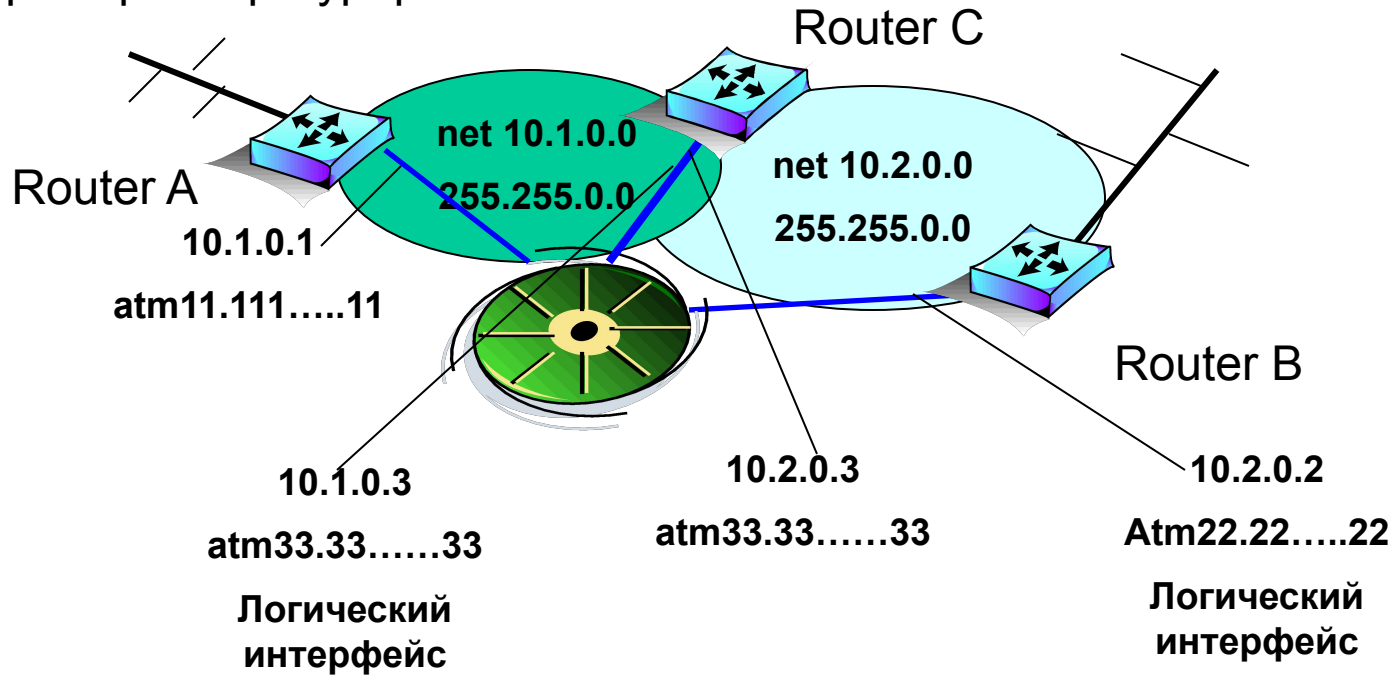 Router C
net 10.1.0.0
255.255.0.0
net 10.2.0.0
255.255.0.0
Router A
10.1.0.1
atm11.111…..11
Router B
10.1.0.3
atm33.33……33
Логический
интерфейс
10.2.0.3
atm33.33……33
10.2.0.2
Atm22.22…..22
Логический
интерфейс